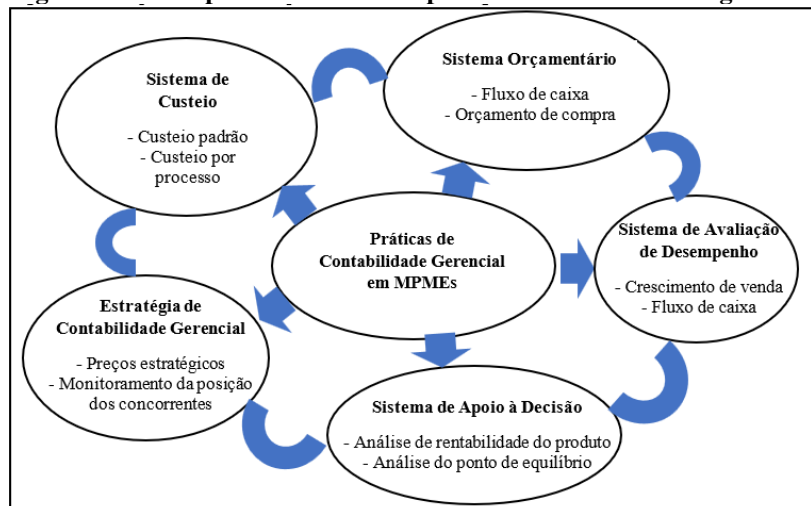 Sistema de
Custeio
- Custeio padrão
- Custeio por
processo
Sistema Orçamentário
- Fluxo de caixa
- Orçamento de compra
Práticas de
Contabilidade Gerencial
em MPMEs
Sistema de Avaliação
de Desempenho
- Crescimento de venda
- Fluxo de caixa
Estratégia de
Contabilidade Gerencial
- Preços estratégicos
- Monitoramento da posição
dos concorrentes
Sistema de Apoio à Decisão
- Análise de rentabilidade do produto
- Análise do ponto de equilíbrio